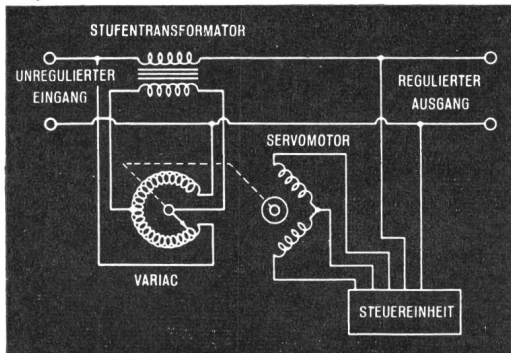 STUFENTRANSFORMATOR
UNREGULIERTER
EINGANG
REGULIERTER
AUSGANG
SERVOMOTOR
VARIAC
STEUEREINHEIT